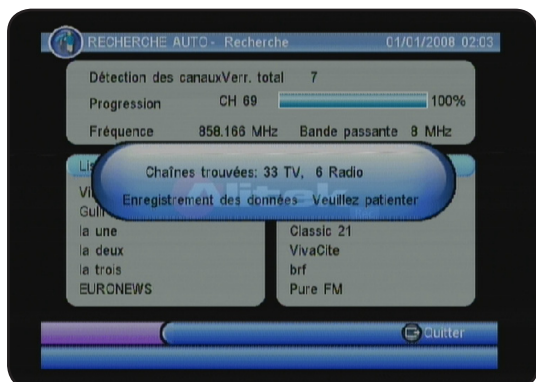 RECHERCHE AUTO - Recherche 01/01/2008 02:03
Détection des canauxVerr. total 7
Progression CH 69 100%
Fréquence 858.166 MHz Bande passante 8 MHz
Chaînes trouvées: 33 TV, 6 Radio
Enregistrement des données Veuillez patienter
la une
la deux
la trois
EURONEWS
Classic 21
VivaCite
brf
Pure FM
Quitter